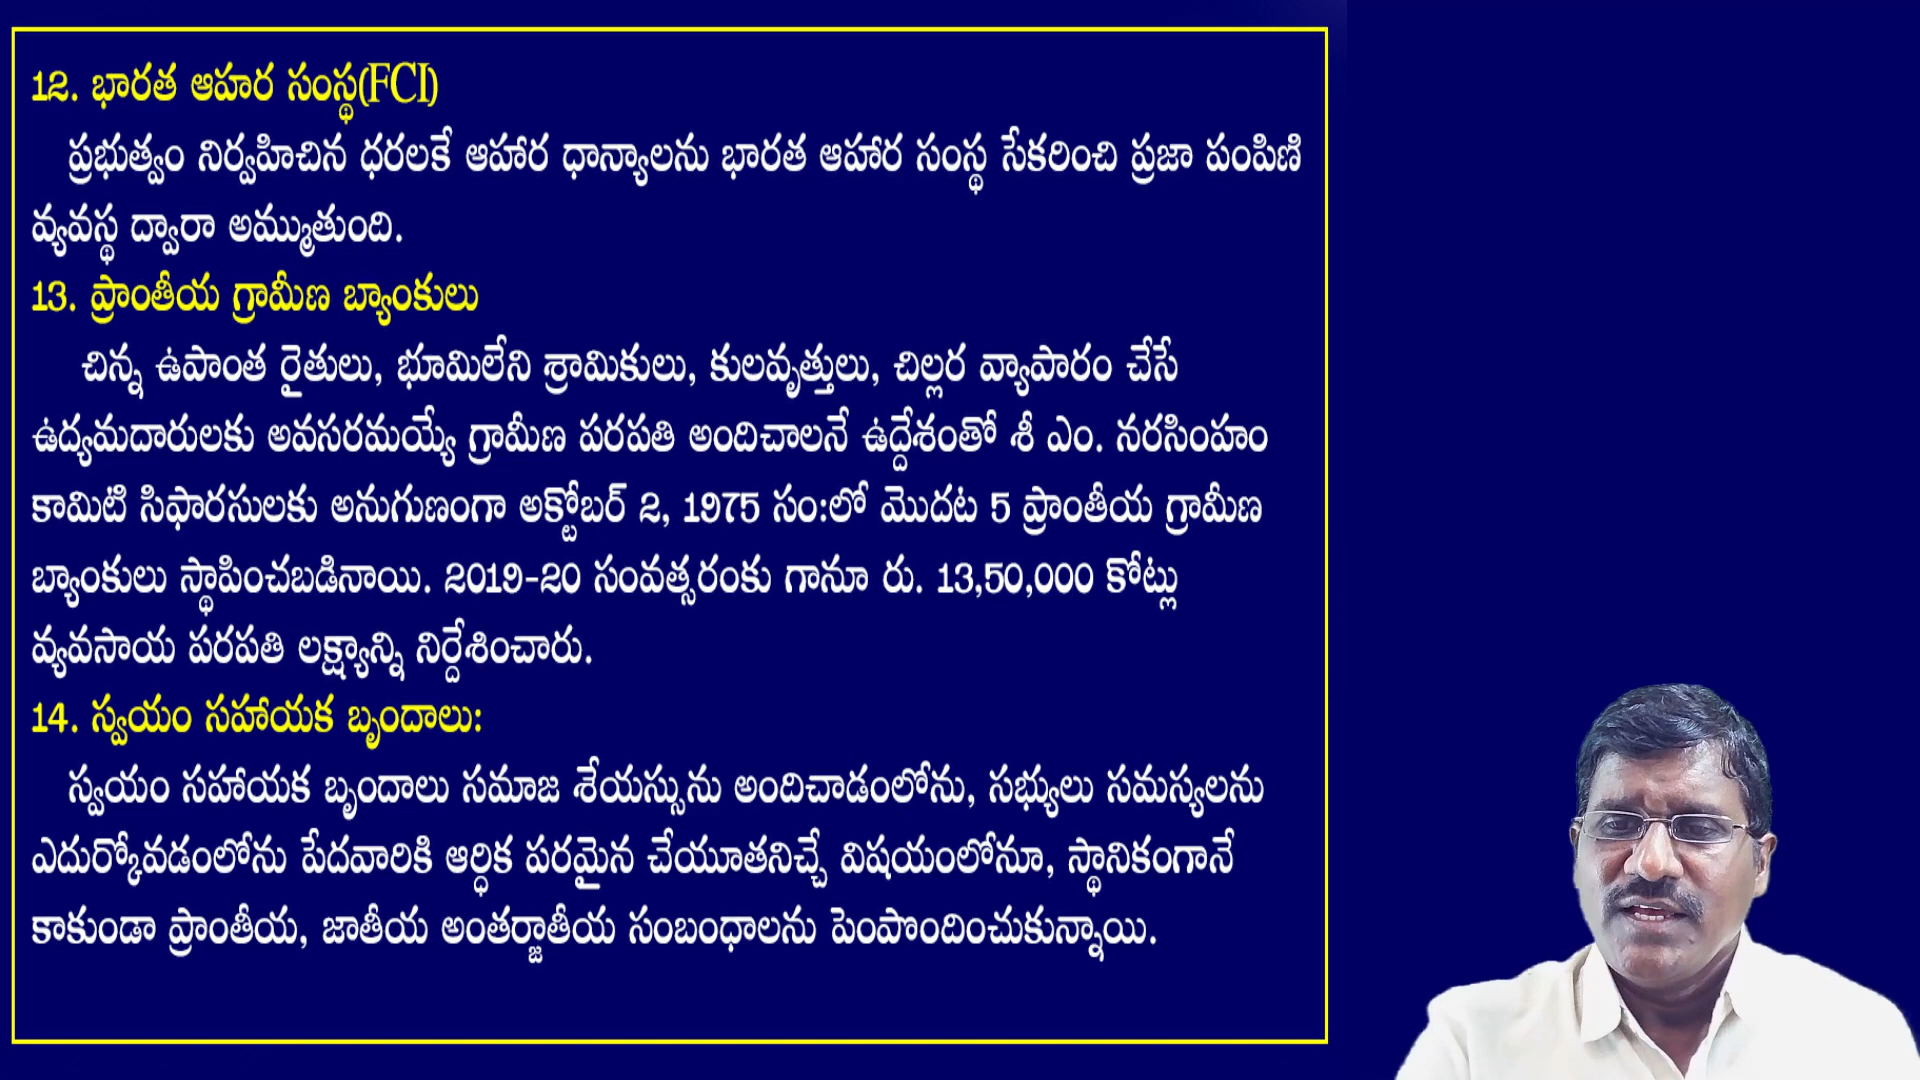 12. భారత ఆహర సంస్థ(FCI)
ప్రభుత్వం నిర్వహిచిన ధరలకే ఆహార ధాన్యాలను భారత ఆహార సంస్థ సేకరించి ప్రజా పంపిణి
వ్యవస్థ ద్వారా అమ్ముతుంది.
13. ప్రాంతీయ గ్రామీణ బ్యాంకులు
చిన్న ఉపాంత రైతులు, భూమిలేని శ్రామికులు, కులవృత్తులు, చిల్లర వ్యాపారం చేసే
ఉద్యమదారులకు అవసరమయ్యే గ్రామీణ పరపతి అందిచాలనే ఉద్దేశంతో శీ ఎం. నరసింహం
కామిటి సిఫారసులకు అనుగుణంగా అక్టోబర్ 2, 1975 సం:లో మొదట 5 ప్రాంతీయ గ్రామీణ
బ్యాంకులు స్థాపించబడినాయి. 2019-20 సంవత్సరంకు గానూ రు. 13,50,000 కోట్లు
వ్యవసాయ పరపతి లక్ష్యాన్ని నిర్దేశించారు.
14. స్వయం సహాయక బృందాలు:
స్వయం సహాయక బృందాలు సమాజ శేయస్సును అందిచాడంలోను, సభ్యులు సమస్యలను
ఎదుర్కోవడంలోను పేదవారికి ఆర్ధిక పరమైన చేయూతనిచ్చే విషయంలోనూ, స్థానికంగానే
కాకుండా ప్రాంతీయ, జాతీయ అంతర్జాతీయ సంబంధాలను పెంపొందించుకున్నాయి.